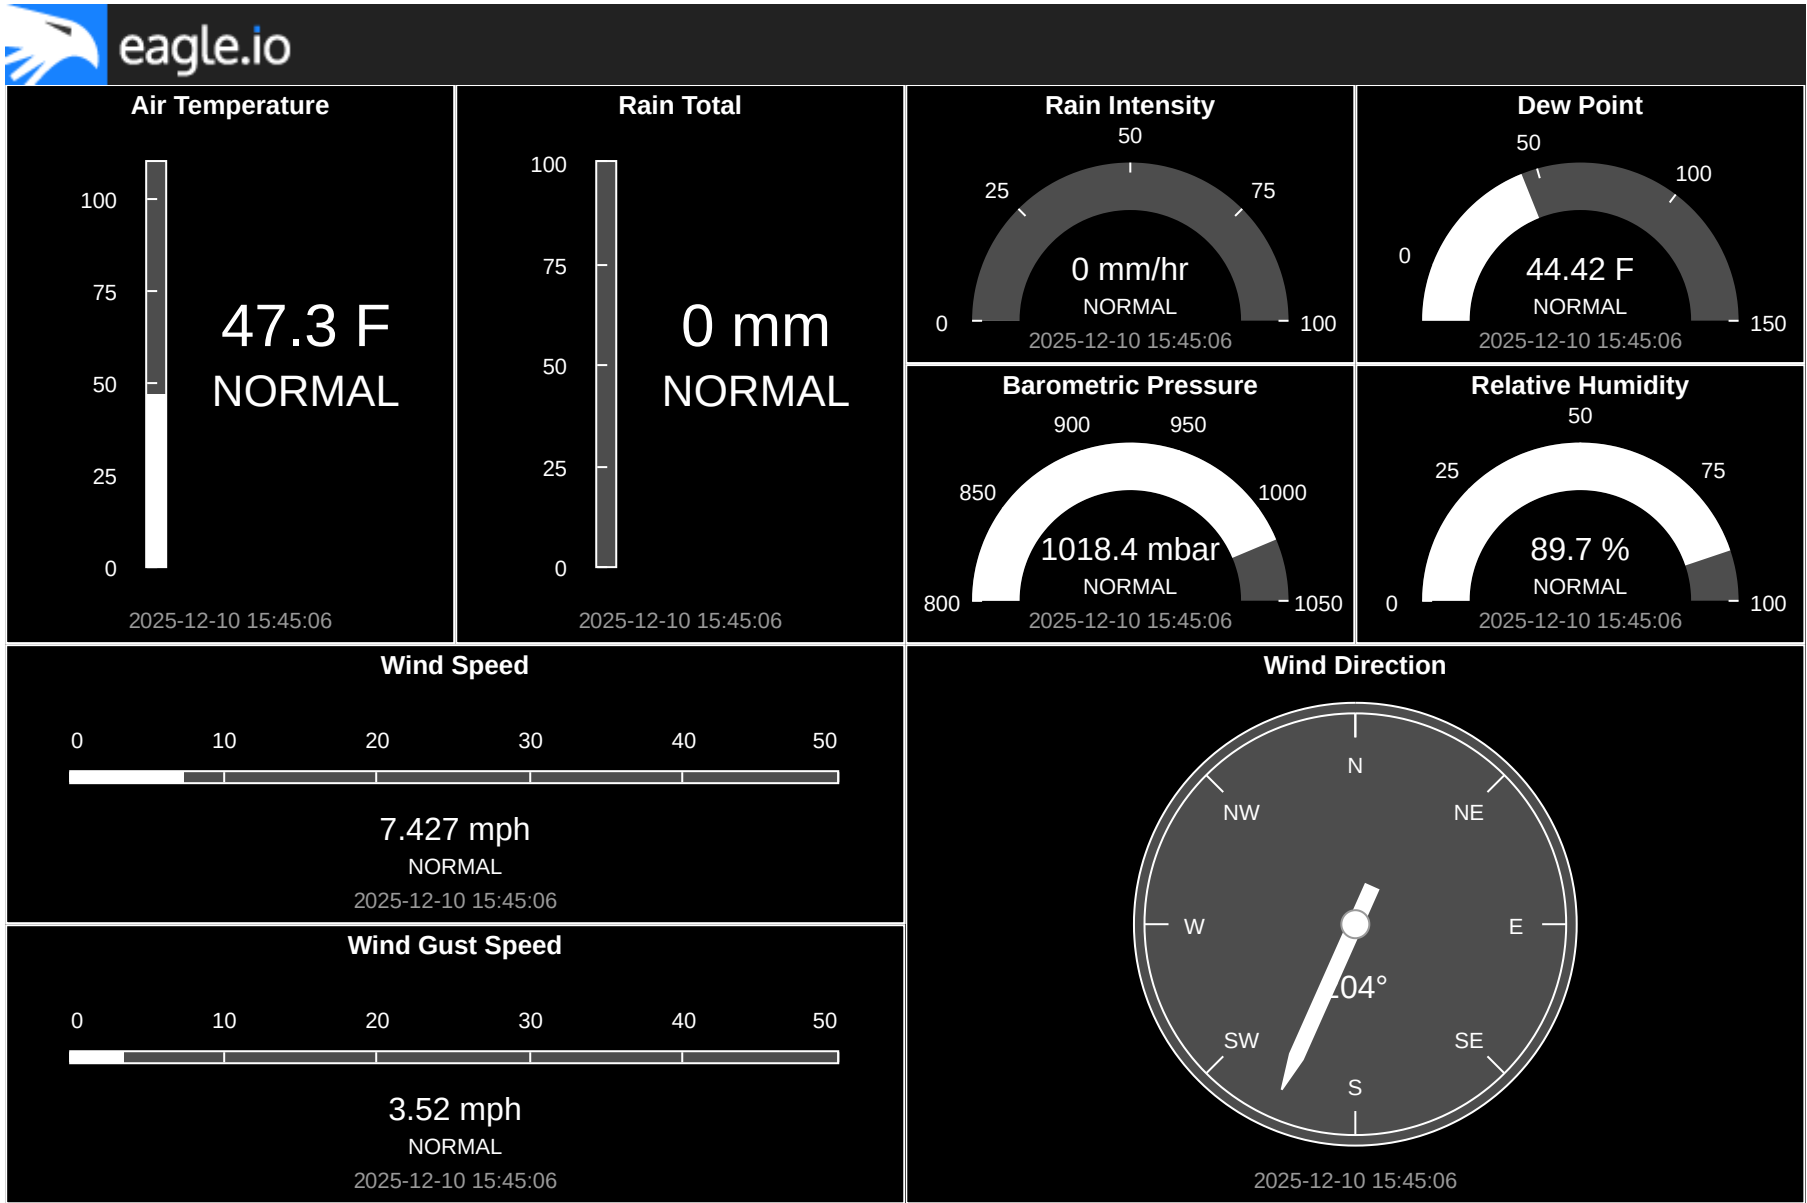 eagle.io
Air Temperature
100
75
50
25
0
47.3 F
NORMAL
2025-12-10 15:45:06
Rain Total
100
75
50
25
0
0 mm
NORMAL
2025-12-10 15:45:06
Rain Intensity
50
25
75
0
100
0 mm/hr
NORMAL
2025-12-10 15:45:06
Dew Point
50
100
0
150
44.42 F
NORMAL
2025-12-10 15:45:06
Barometric Pressure
900
950
850
1000
800
1050
1018.4 mbar
NORMAL
2025-12-10 15:45:06
Relative Humidity
50
25
75
0
100
89.7 %
NORMAL
2025-12-10 15:45:06
Wind Speed
0 10 20 30 40 50
7.427 mph
NORMAL
2025-12-10 15:45:06
Wind Gust Speed
0 10 20 30 40 50
3.52 mph
NORMAL
2025-12-10 15:45:06
Wind Direction
N
NW
NE
W
E
SW
SE
S
2025-12-10 15:45:06